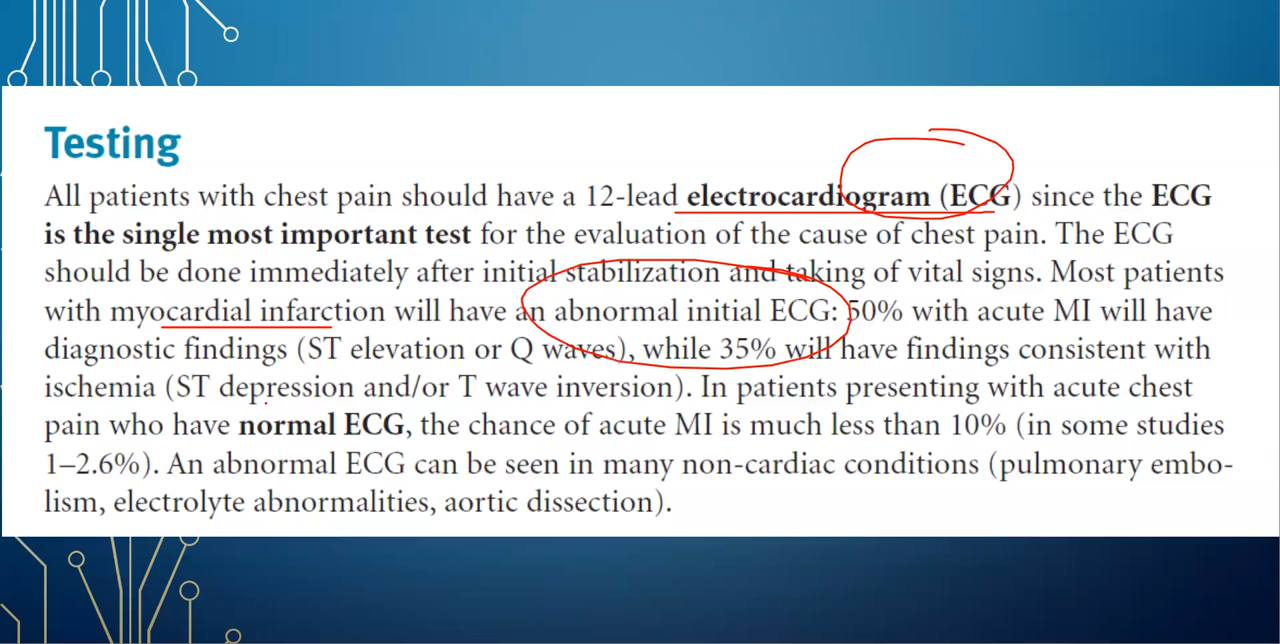 Testing
All patients with chest pain should have a 12-lead electrocardiogram (ECG) since the ECG
is the single most important test for the evaluation of the cause of chest pain. The ECG
should be done immediately after initial stabilization and taking of vital signs. Most patients
with myocardial infarction will have an abnormal initial ECG: 50% with acute MI will have
diagnostic findings (ST elevation or Q waves), while 35% will have findings consistent with
ischemia (ST depression and/or T wave inversion). In patients presenting with acute chest
pain who have normal ECG, the chance of acute MI is much less than 10% (in some studies
1–2.6%). An abnormal ECG can be seen in many non-cardiac conditions (pulmonary embo-
lism, electrolyte abnormalities, aortic dissection).